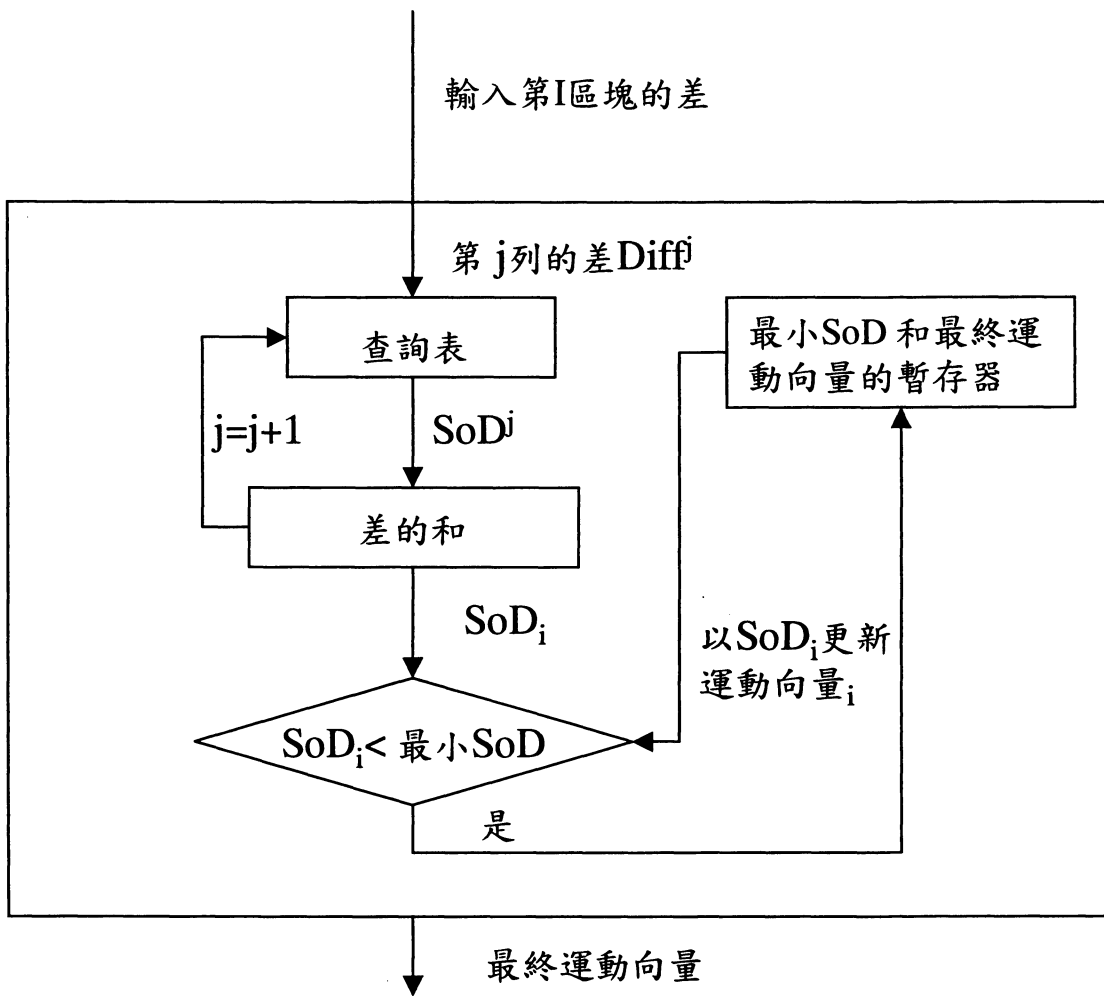 輸入第I區塊的差
第 j列的差Diffʲ
查詢表
最小SoD 和最終運
動向量的暫存器
j=j+1
SoDʲ
差的和
SoDᵢ
以SoDᵢ更新
運動向量ᵢ
SoDᵢ< 最小SoD
是
最終運動向量